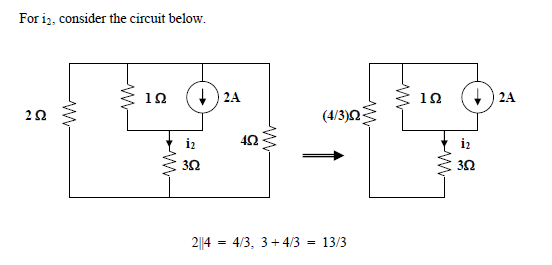 For i₂, consider the circuit below.
1Ω 2A 1Ω 2A
2Ω (4/3)Ω
i₂ 4Ω i₂
3Ω 3Ω
2||4 = 4/3, 3 + 4/3 = 13/3